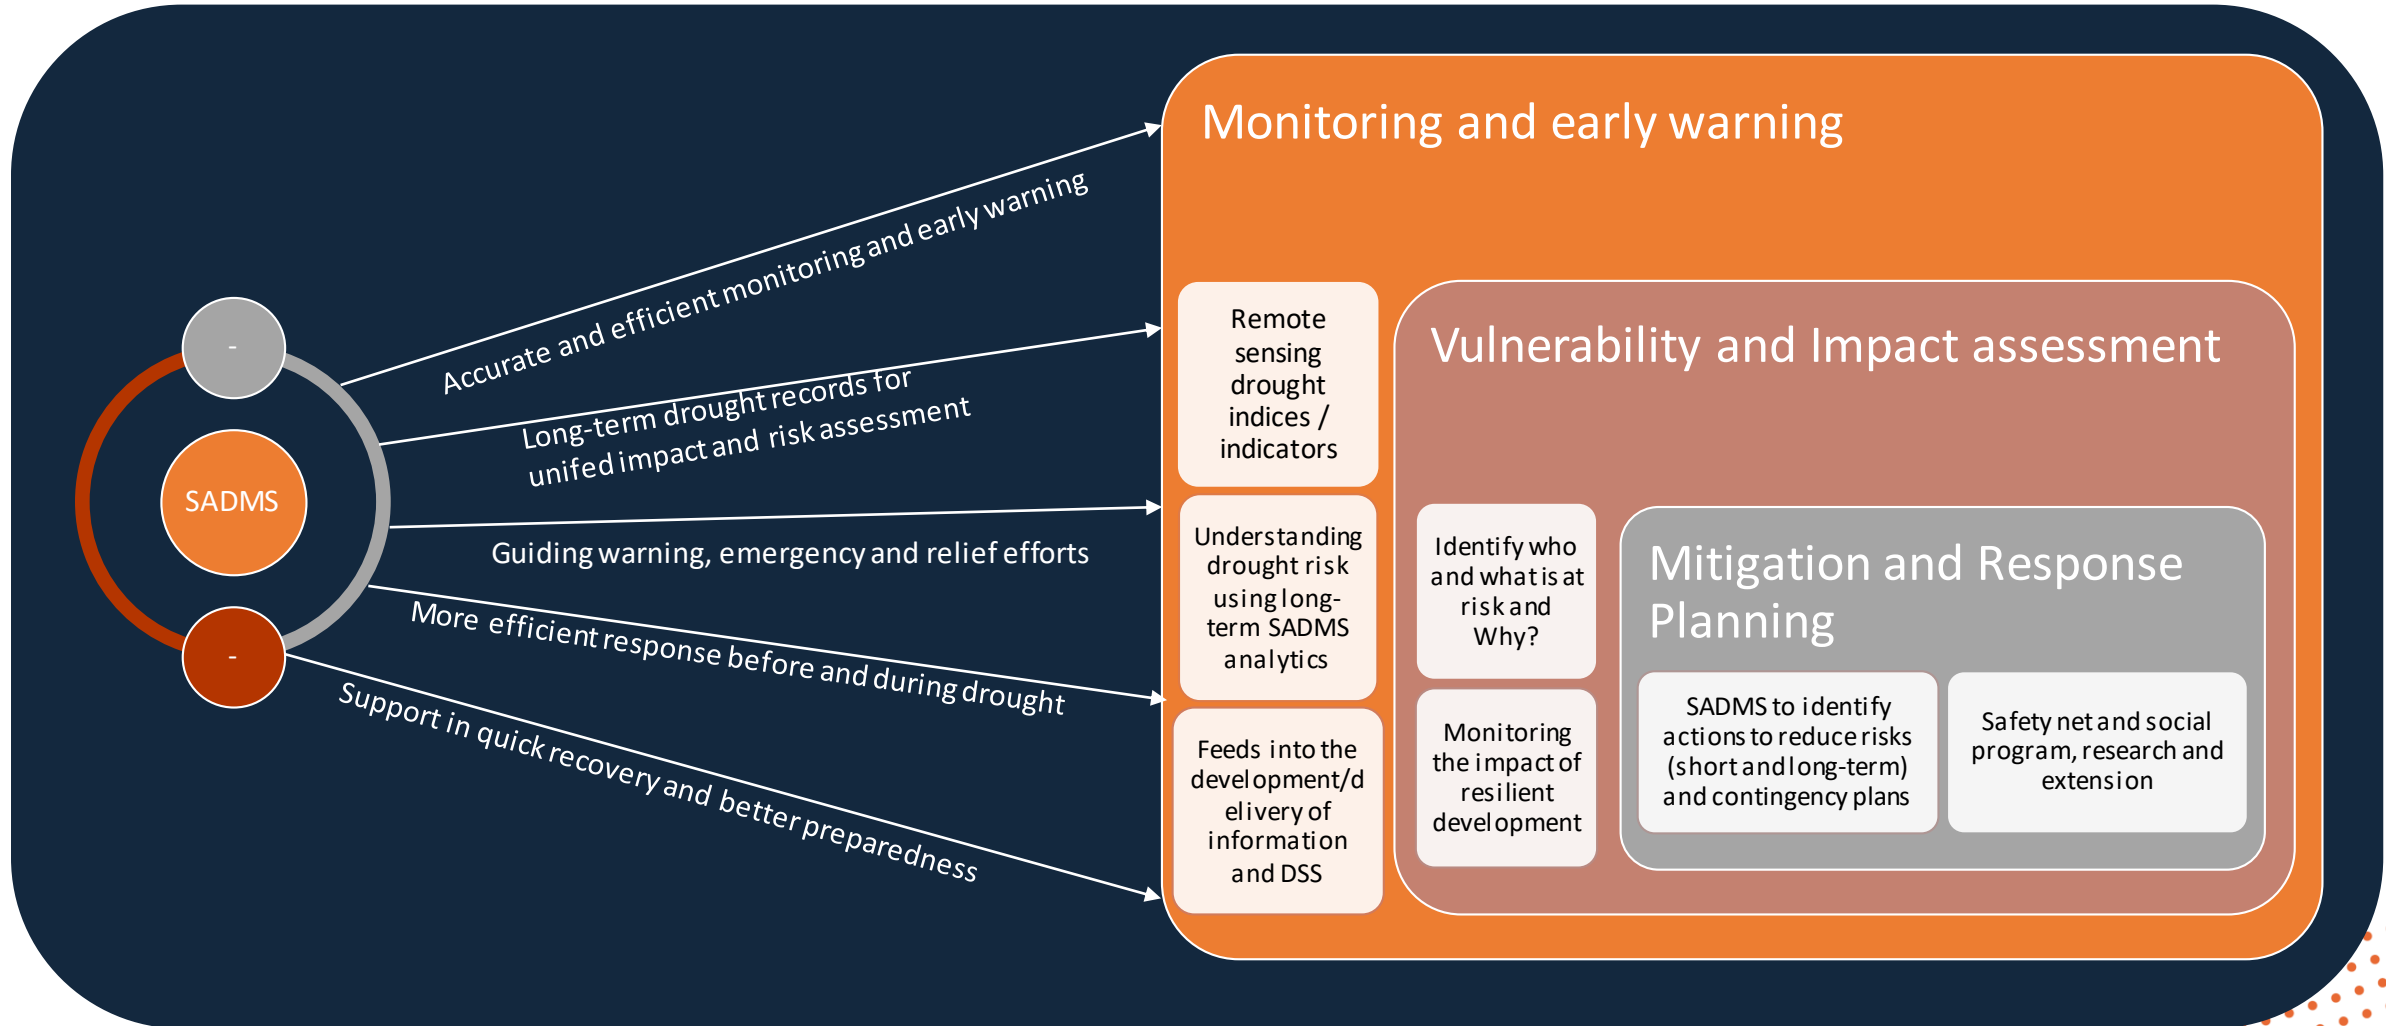 -
SADMS
-
Accurate and efficient monitoring and early warning
Long-term drought records for
unifed impact and risk assessment
Guiding warning, emergency and relief efforts
More efficient response before and during drought
Support in quick recovery and better preparedness
Monitoring and early warning
Remote
sensing
drought
indices /
indicators
Understanding
drought risk
using long-
term SADMS
analytics
Feeds into the
development/d
elivery of
information
and DSS
Vulnerability and Impact assessment
Identify who
and what is at
risk and
Why?
Monitoring
the impact of
resilient
development
Mitigation and Response
Planning
SADMS to identify
actions to reduce risks
(short and long-term)
and contingency plans
Safety net and social
program, research and
extension